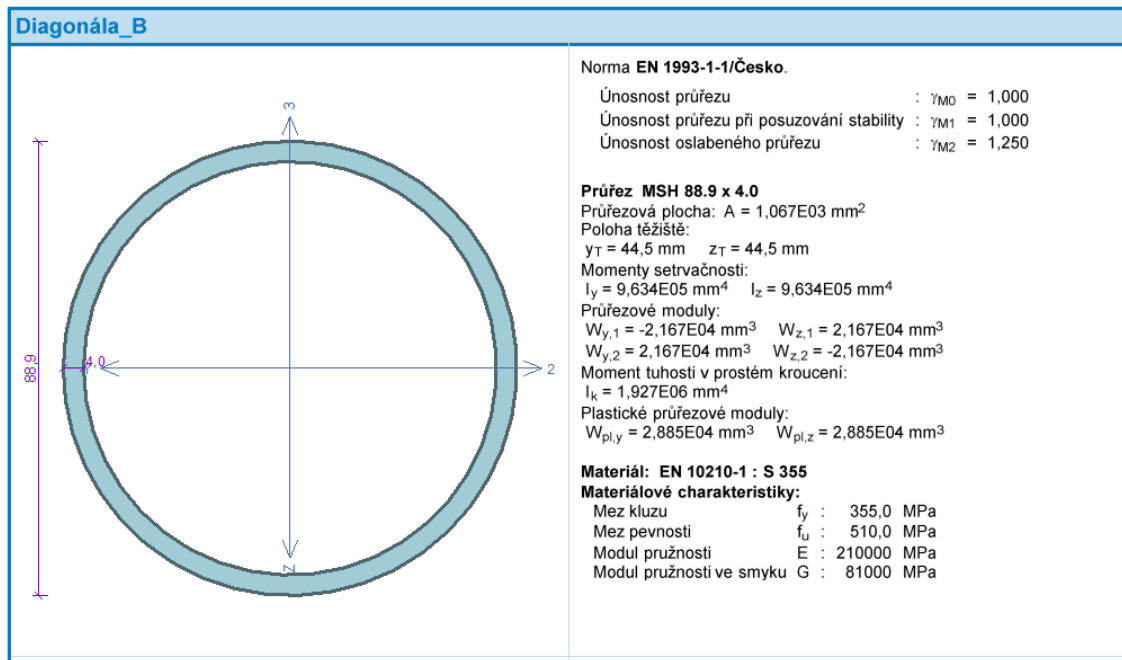 Diagonála_B
88,9
4,0
3
2
Z
Norma EN 1993-1-1/Česko.
Únosnost průřezu : γM0 = 1,000
Únosnost průřezu při posuzování stability : γM1 = 1,000
Únosnost oslabeného průřezu : γM2 = 1,250
Průřez MSH 88.9 x 4.0
Průřezová plocha: A = 1,067E03 mm2
Poloha těžiště:
yT = 44,5 mm zT = 44,5 mm
Momenty setrvačnosti:
Iy = 9,634E05 mm4 Iz = 9,634E05 mm4
Průřezové moduly:
Wy,1 = -2,167E04 mm3 Wz,1 = 2,167E04 mm3
Wy,2 = 2,167E04 mm3 Wz,2 = -2,167E04 mm3
Moment tuhosti v prostém kroucení:
Ik = 1,927E06 mm4
Plastické průřezové moduly:
Wpl,y = 2,885E04 mm3 Wpl,z = 2,885E04 mm3
Materiál: EN 10210-1 : S 355
Materiálové charakteristiky:
Mez kluzu fy : 355,0 MPa
Mez pevnosti fu : 510,0 MPa
Modul pružnosti E : 210000 MPa
Modul pružnosti ve smyku G : 81000 MPa